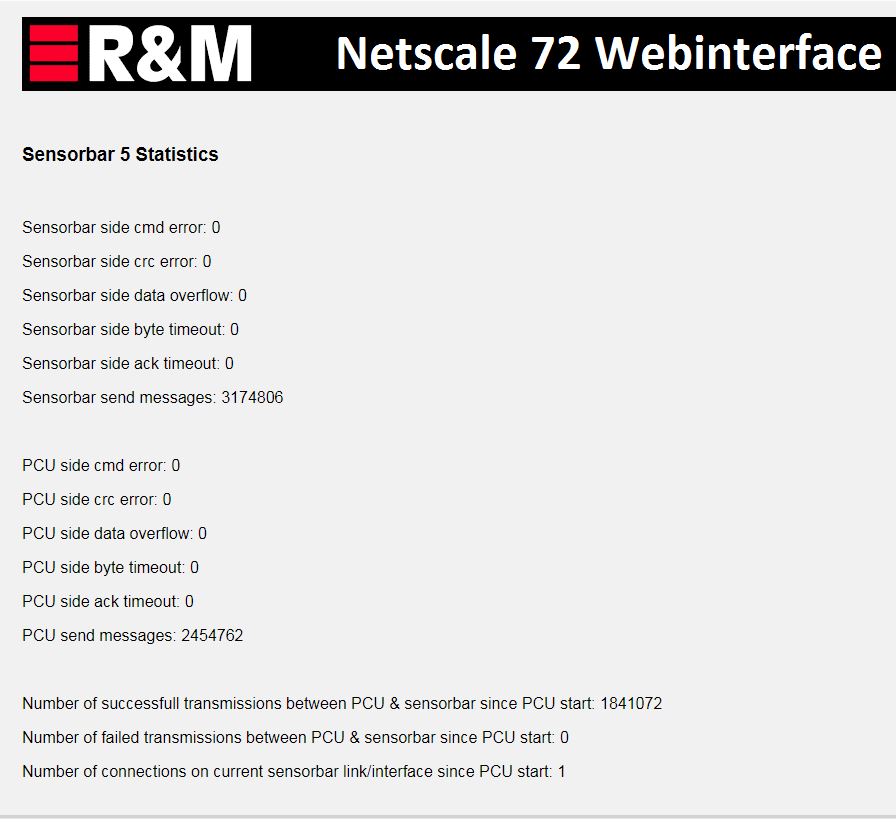 R&M
Netscale 72 Webinterface
Sensorbar 5 Statistics
Sensorbar side cmd error: 0
Sensorbar side crc error: 0
Sensorbar side data overflow: 0
Sensorbar side byte timeout: 0
Sensorbar side ack timeout: 0
Sensorbar send messages: 3174806
PCU side cmd error: 0
PCU side crc error: 0
PCU side data overflow: 0
PCU side byte timeout: 0
PCU side ack timeout: 0
PCU send messages: 2454762
Number of successfull transmissions between PCU & sensorbar since PCU start: 1841072
Number of failed transmissions between PCU & sensorbar since PCU start: 0
Number of connections on current sensorbar link/interface since PCU start: 1